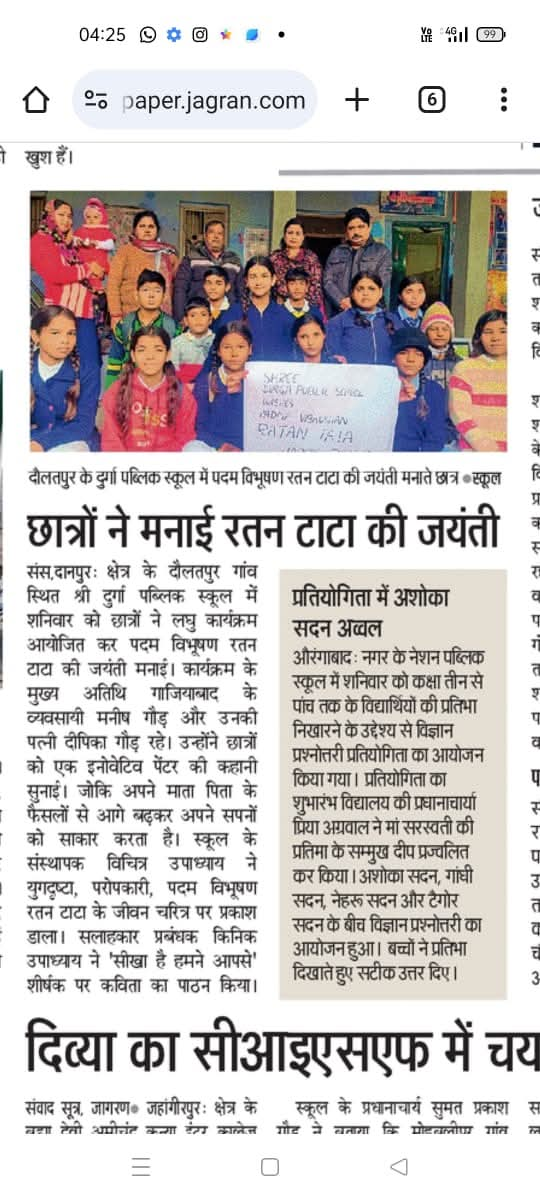 04:25
Vo LTE 4G 99
paper.jagran.com
6
खुश हैं।
SHREE
DURGA PUBLIC SCHOOL
WISHES
PADM VIBHUSHAN
RATAN TATA
दौलतपुर के दुर्गा पब्लिक स्कूल में पदम विभूषण रतन टाटा की जयंती मनाते छात्र ● स्कूल
छात्रों ने मनाई रतन टाटा की जयंती
संस,दानपुरः क्षेत्र के दौलतपुर गांव
स्थित श्री दुर्गा पब्लिक स्कूल में
शनिवार को छात्रों ने लघु कार्यक्रम
आयोजित कर पदम विभूषण रतन
टाटा की जयंती मनाई। कार्यक्रम के
मुख्य अतिथि गाजियाबाद के
व्यवसायी मनीष गौड़ और उनकी
पत्नी दीपिका गौड़ रहे। उन्होंने छात्रों
को एक इनोवेटिव पेंटर की कहानी
सुनाई। जोकि अपने माता पिता के
फैसलों से आगे बढ़कर अपने सपनों
को साकार करता है। स्कूल के
संस्थापक विचित्र उपाध्याय ने
युगदृष्टा, परोपकारी, पदम विभूषण
रतन टाटा के जीवन चरित्र पर प्रकाश
डाला। सलाहकार प्रबंधक किनिक
उपाध्याय ने 'सीखा है हमने आपसे'
शीर्षक पर कविता का पाठन किया।
प्रतियोगिता में अशोका
सदन अव्वल
औरंगाबादः नगर के नेशन पब्लिक
स्कूल में शनिवार को कक्षा तीन से
पांच तक के विद्यार्थियों की प्रतिभा
निखारने के उद्देश्य से विज्ञान
प्रश्नोत्तरी प्रतियोगिता का आयोजन
किया गया। प्रतियोगिता का
शुभारंभ विद्यालय की प्रधानाचार्या
प्रिया अग्रवाल ने मां सरस्वती की
प्रतिमा के सम्मुख दीप प्रज्वलित
कर किया। अशोका सदन, गांधी
सदन, नेहरू सदन और टैगोर
सदन के बीच विज्ञान प्रश्नोत्तरी का
आयोजन हुआ। बच्चों ने प्रतिभा
दिखाते हुए सटीक उत्तर दिए।
दिव्या का सीआइएसएफ में चय
संवाद सूत्र, जागरण● जहांगीरपुरः क्षेत्र के
स्कूल के प्रधानाचार्य सुमत प्रकाश
गौड़ ने बताया कि